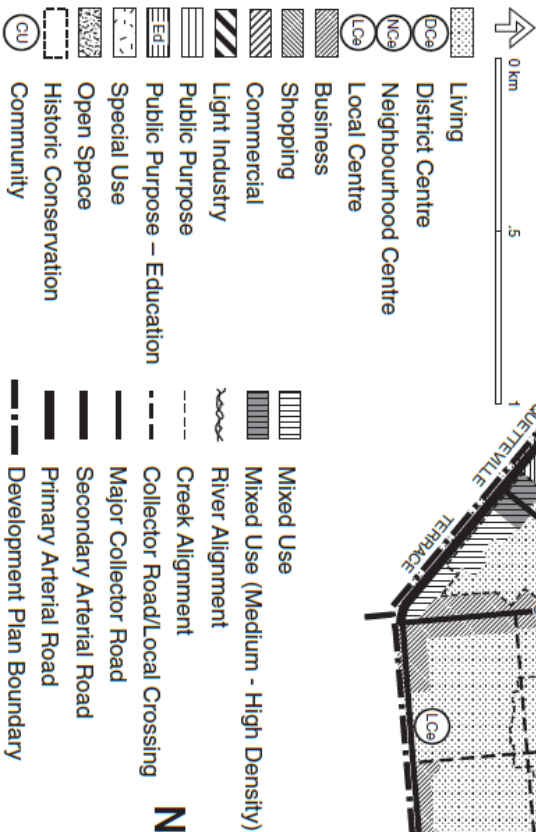 0 km
.5
1
Living
DCe
District Centre
NCe
Neighbourhood Centre
LCe
Local Centre
Business
Shopping
Commercial
Light Industry
Public Purpose
Ed
Public Purpose – Education
Special Use
Open Space
Historic Conservation
CU
Community
Mixed Use
Mixed Use (Medium - High Density)
River Alignment
Creek Alignment
Collector Road/Local Crossing
Major Collector Road
Secondary Arterial Road
Primary Arterial Road
Development Plan Boundary
N
UETTEVILLE
TERRACE
LCe